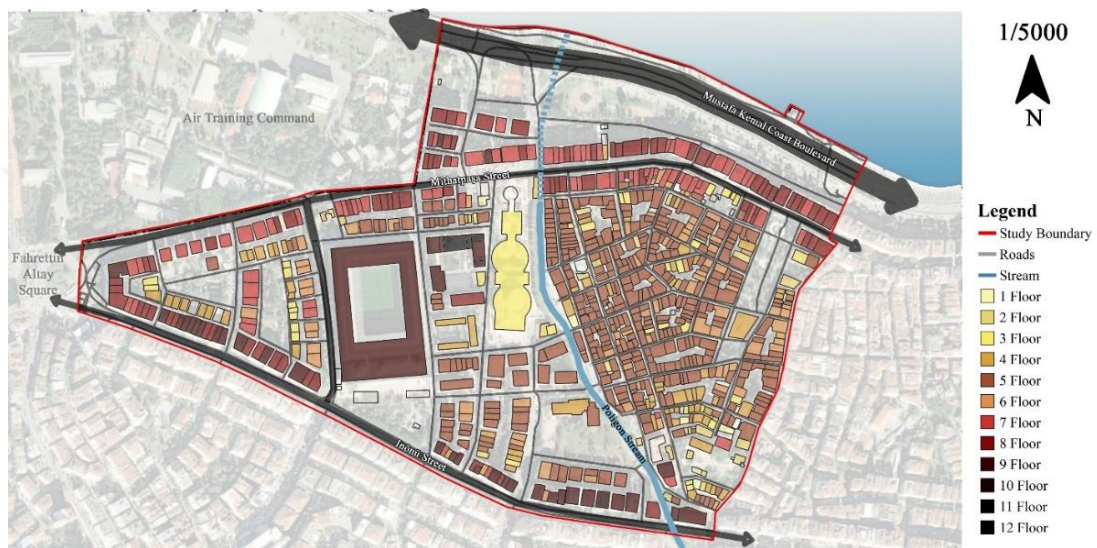 1/5000
N
Air Training Command
Mustafa Kemal Coast Boulevard
Mithatpaşa Street
Fahrettin
Altay
Square
Poligon Stream
İnönü Street
Legend
Study Boundary
Roads
Stream
1 Floor
2 Floor
3 Floor
4 Floor
5 Floor
6 Floor
7 Floor
8 Floor
9 Floor
10 Floor
11 Floor
12 Floor